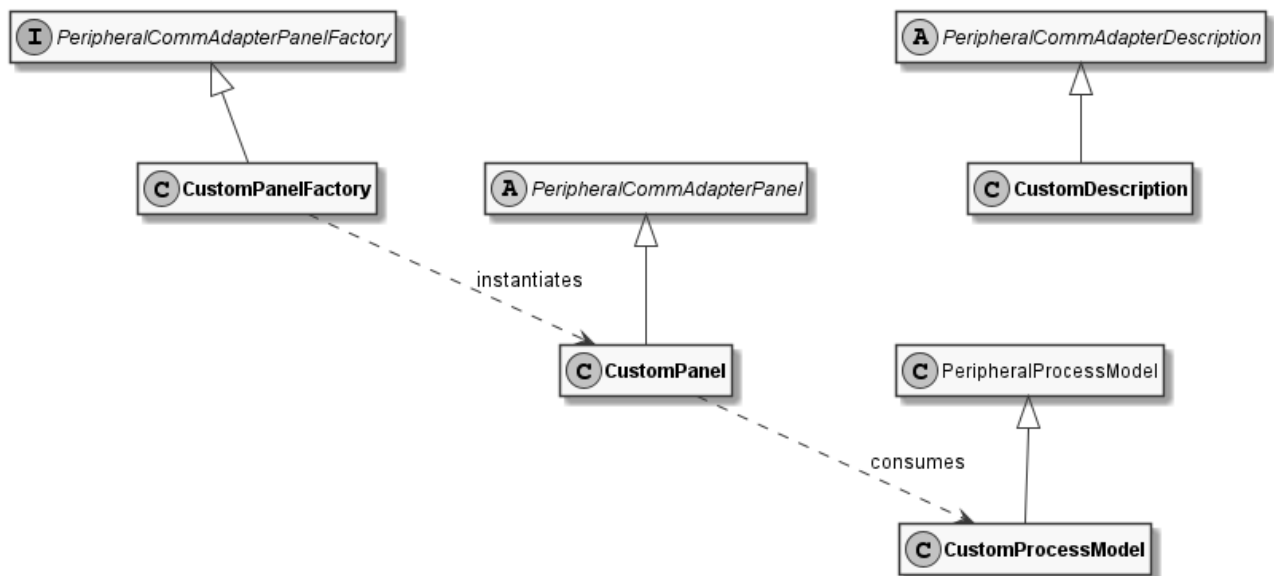 I PeripheralCommAdapterPanelFactory
A PeripheralCommAdapterDescription
C CustomPanelFactory
A PeripheralCommAdapterPanel
C CustomDescription
instantiates
C CustomPanel
C PeripheralProcessModel
consumes
C CustomProcessModel